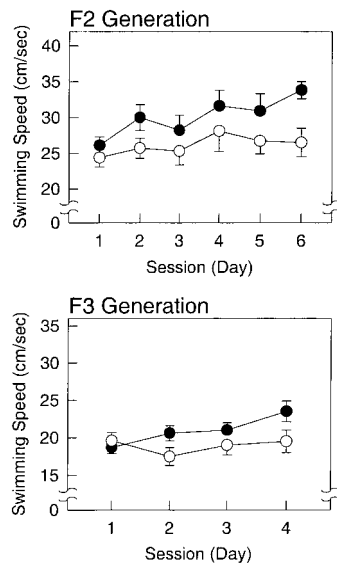 F2 Generation
Swimming Speed (cm/sec)
40
35
30
25
20
0
1 2 3 4 5 6
Session (Day)
F3 Generation
Swimming Speed (cm/sec)
35
30
25
20
15
0
1 2 3 4
Session (Day)